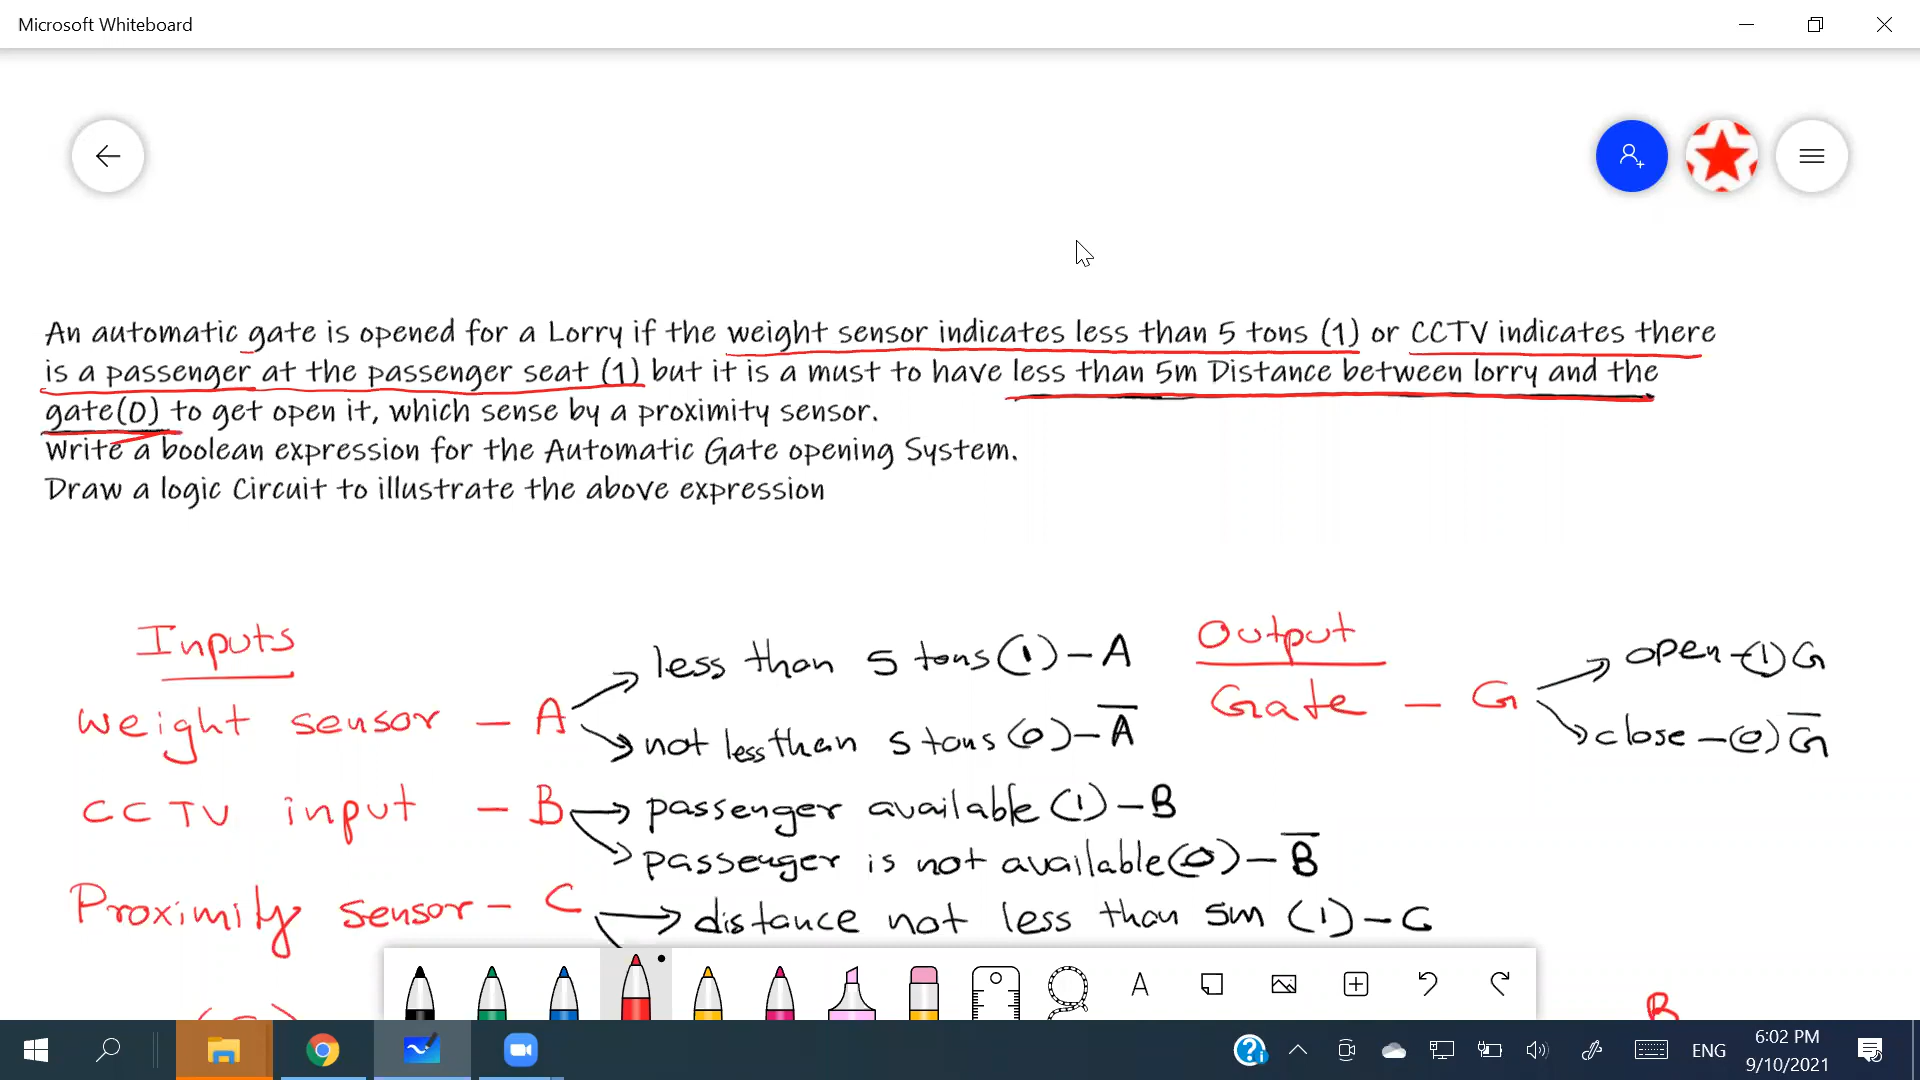 Microsoft Whiteboard
An automatic gate is opened for a Lorry if the weight sensor indicates less than 5 tons (1) or CCTV indicates there
is a passenger at the passenger seat (1) but it is a must to have less than 5m Distance between lorry and the
gate(0) to get open it, which sense by a proximity sensor.
Write a boolean expression for the Automatic Gate opening System.
Draw a logic Circuit to illustrate the above expression
Inputs
Output
less than 5 tons (1) - A
open - (1) G
Weight sensor - A
Gate - G
not less than 5 tons (0) - A̅
close - (0) G̅
CCTV input - B
passenger available (1) - B
passenger is not available (0) - B̅
Proximity sensor - C
distance not less than 5m (1) - C
A
B
ENG
6:02 PM
9/10/2021